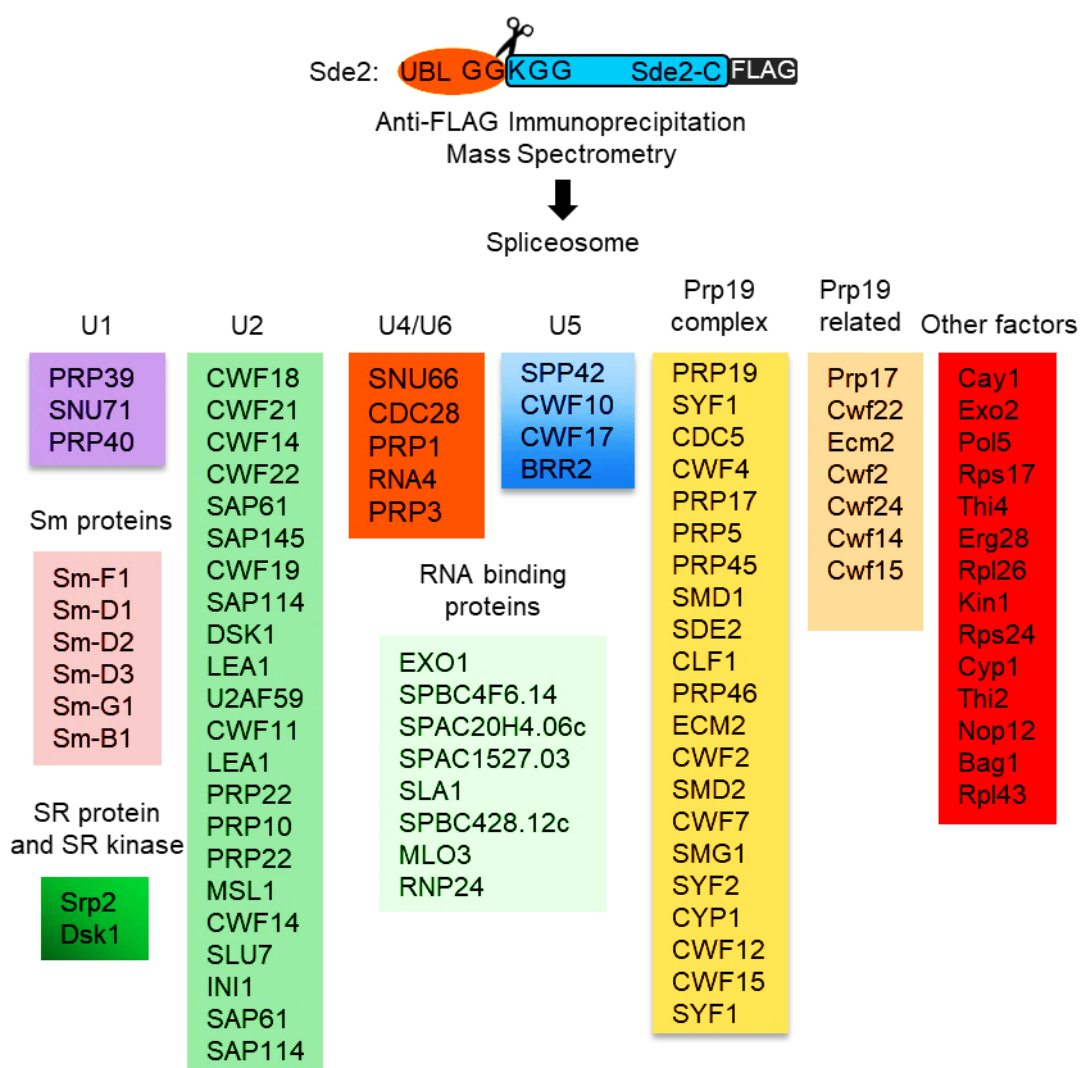 Sde2: UBL GGKGG Sde2-C FLAG
Anti-FLAG Immunoprecipitation
Mass Spectrometry
Spliceosome
U1
PRP39
SNU71
PRP40
Sm proteins
Sm-F1
Sm-D1
Sm-D2
Sm-D3
Sm-G1
Sm-B1
SR protein
and SR kinase
Srp2
Dsk1
U2
CWF18
CWF21
CWF14
CWF22
SAP61
SAP145
CWF19
SAP114
DSK1
LEA1
U2AF59
CWF11
LEA1
PRP22
PRP10
PRP22
MSL1
CWF14
SLU7
INI1
SAP61
SAP114
U4/U6
SNU66
CDC28
PRP1
RNA4
PRP3
U5
SPP42
CWF10
CWF17
BRR2
RNA binding
proteins
EXO1
SPBC4F6.14
SPAC20H4.06c
SPAC1527.03
SLA1
SPBC428.12c
MLO3
RNP24
Prp19
complex
PRP19
SYF1
CDC5
CWF4
PRP17
PRP5
PRP45
SMD1
SDE2
CLF1
PRP46
ECM2
CWF2
SMD2
CWF7
SMG1
SYF2
CYP1
CWF12
CWF15
SYF1
Prp19
related
Prp17
Cwf22
Ecm2
Cwf2
Cwf24
Cwf14
Cwf15
Other factors
Cay1
Exo2
Pol5
Rps17
Thi4
Erg28
Rpl26
Kin1
Rps24
Cyp1
Thi2
Nop12
Bag1
Rpl43